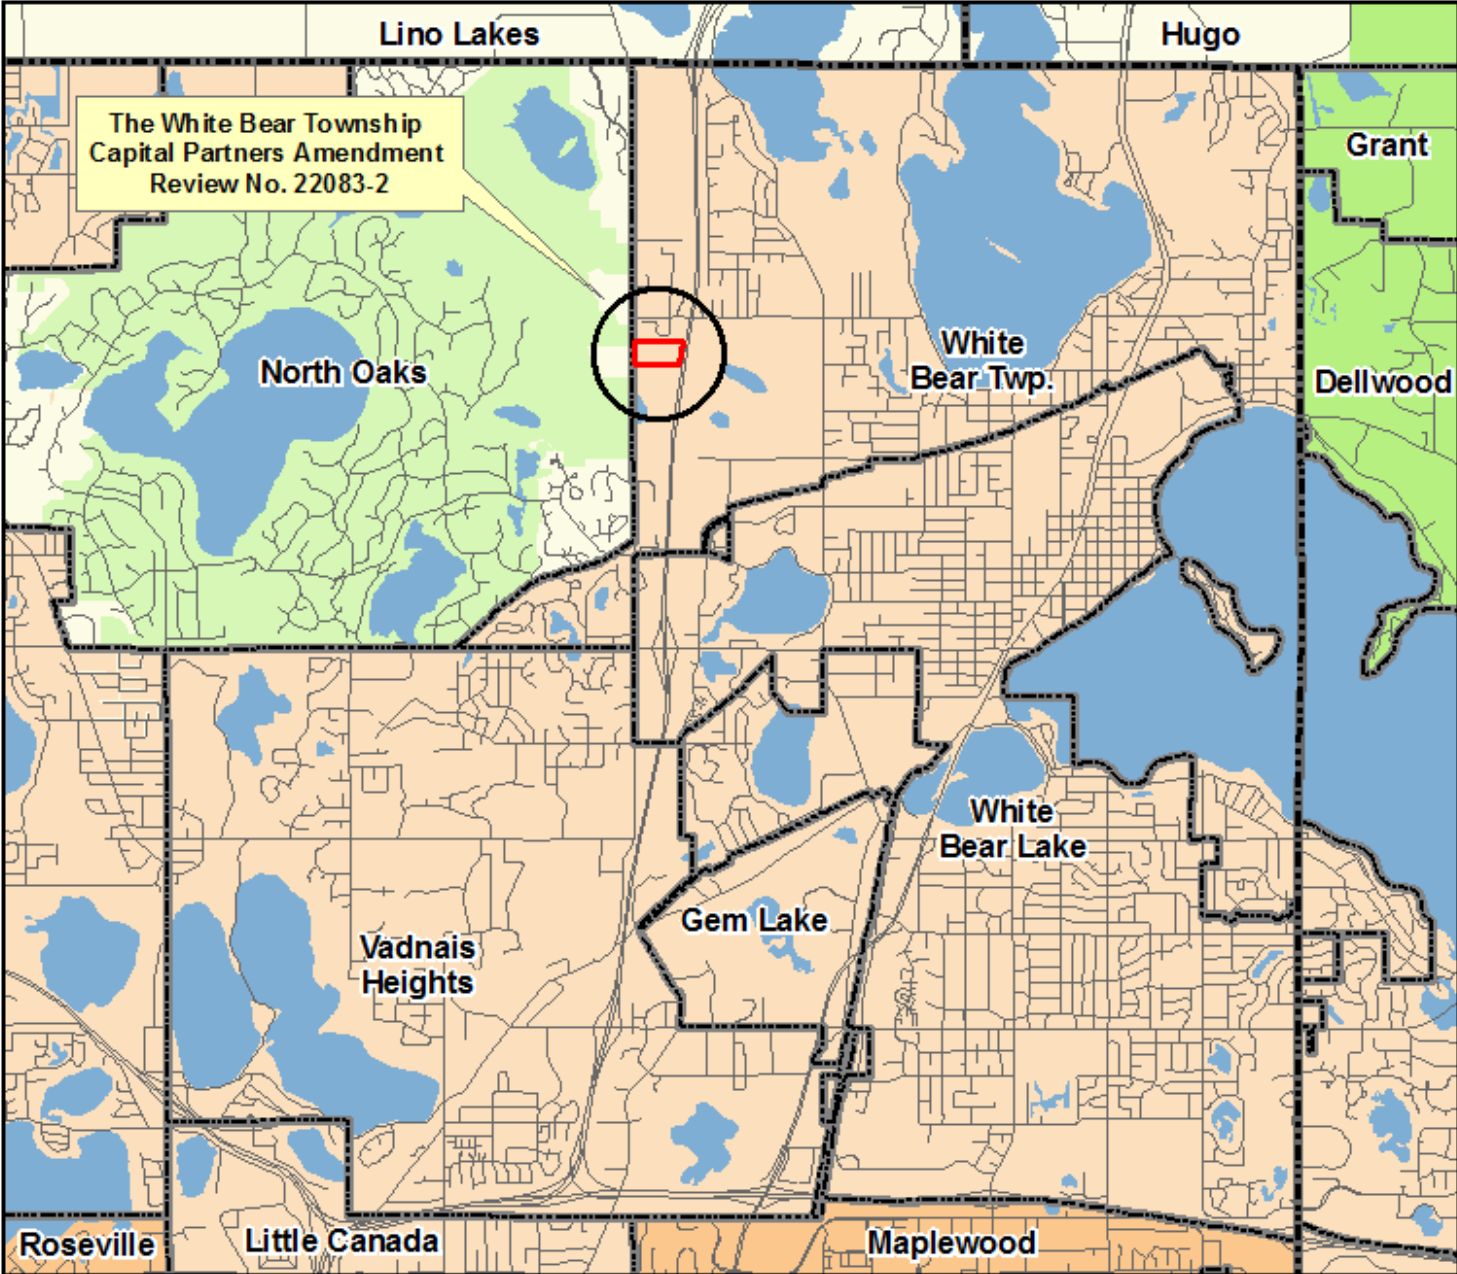 Lino Lakes
Hugo
The White Bear Township
Capital Partners Amendment
Review No. 22083-2
Grant
North Oaks
White
Bear Twp.
Dellwood
White
Bear Lake
Gem Lake
Vadnais
Heights
Roseville
Little Canada
Maplewood